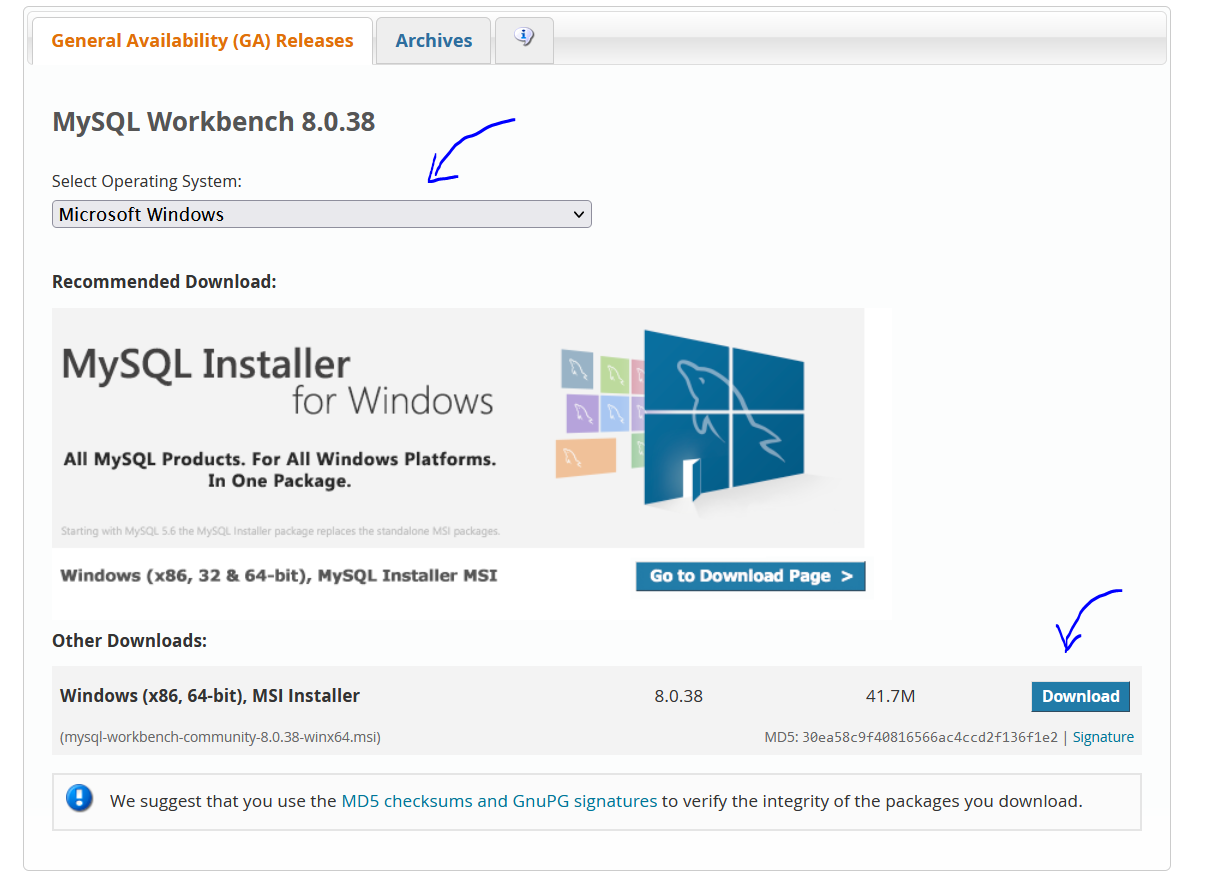 General Availability (GA) Releases
Archives
MySQL Workbench 8.0.38
Select Operating System:
Microsoft Windows
Recommended Download:
MySQL Installer
for Windows
All MySQL Products. For All Windows Platforms.
In One Package.
Starting with MySQL 5.6 the MySQL Installer package replaces the standalone MSI packages.
Windows (x86, 32 & 64-bit), MySQL Installer MSI
Go to Download Page >
Other Downloads:
Windows (x86, 64-bit), MSI Installer 8.0.38 41.7M Download
(mysql-workbench-community-8.0.38-winx64.msi) MD5: 30ea58c9f40816566ac4ccd2f136f1e2 | Signature
We suggest that you use the MD5 checksums and GnuPG signatures to verify the integrity of the packages you download.